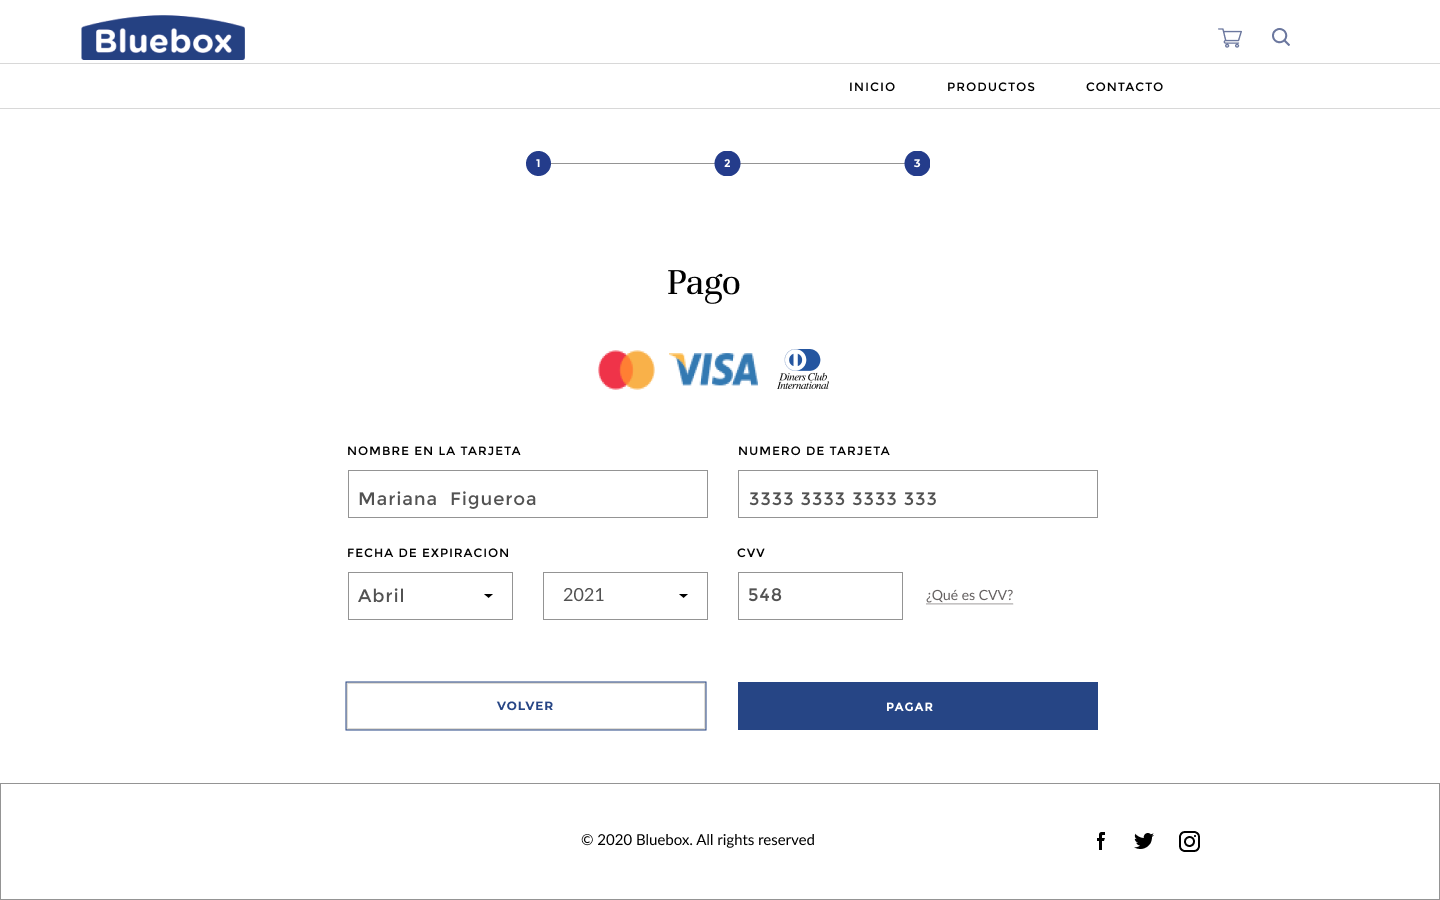 Bluebox
INICIO PRODUCTOS CONTACTO
1 2 3
Pago
VISA
Diners Club
International
NOMBRE EN LA TARJETA NUMERO DE TARJETA
Mariana Figueroa 3333 3333 3333 333
FECHA DE EXPIRACION CVV
Abril 2021 548 ¿Qué es CVV?
VOLVER PAGAR
© 2020 Bluebox. All rights reserved